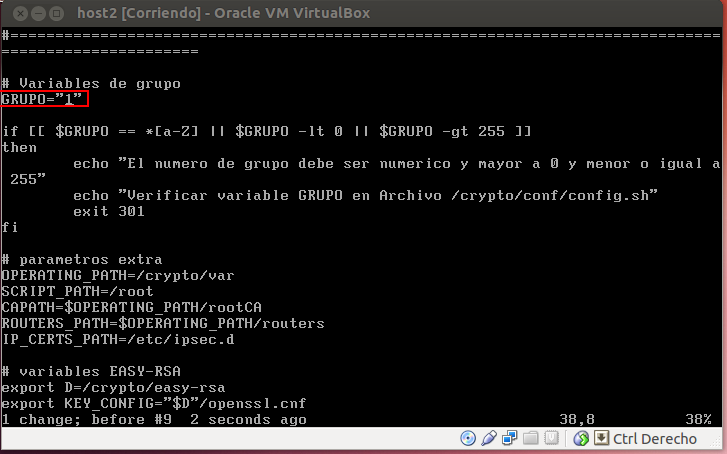 host2 [Corriendo] - Oracle VM VirtualBox
#===============================================================================
======================
# Variables de grupo
GRUPO="1"
if [[ $GRUPO == *[a-Z] || $GRUPO -lt 0 || $GRUPO -gt 255 ]]
then
        echo "El numero de grupo debe ser numerico y mayor a 0 y menor o igual a
 255"
        echo "Verificar variable GRUPO en Archivo /crypto/conf/config.sh"
        exit 301
fi
# parametros extra
OPERATING_PATH=/crypto/var
SCRIPT_PATH=/root
CAPATH=$OPERATING_PATH/rootCA
ROUTERS_PATH=$OPERATING_PATH/routers
IP_CERTS_PATH=/etc/ipsec.d
# variables EASY-RSA
export D=/crypto/easy-rsa
export KEY_CONFIG="$D"/openssl.cnf
1 change; before #9  2 seconds ago                            38,8          38%
Ctrl Derecho